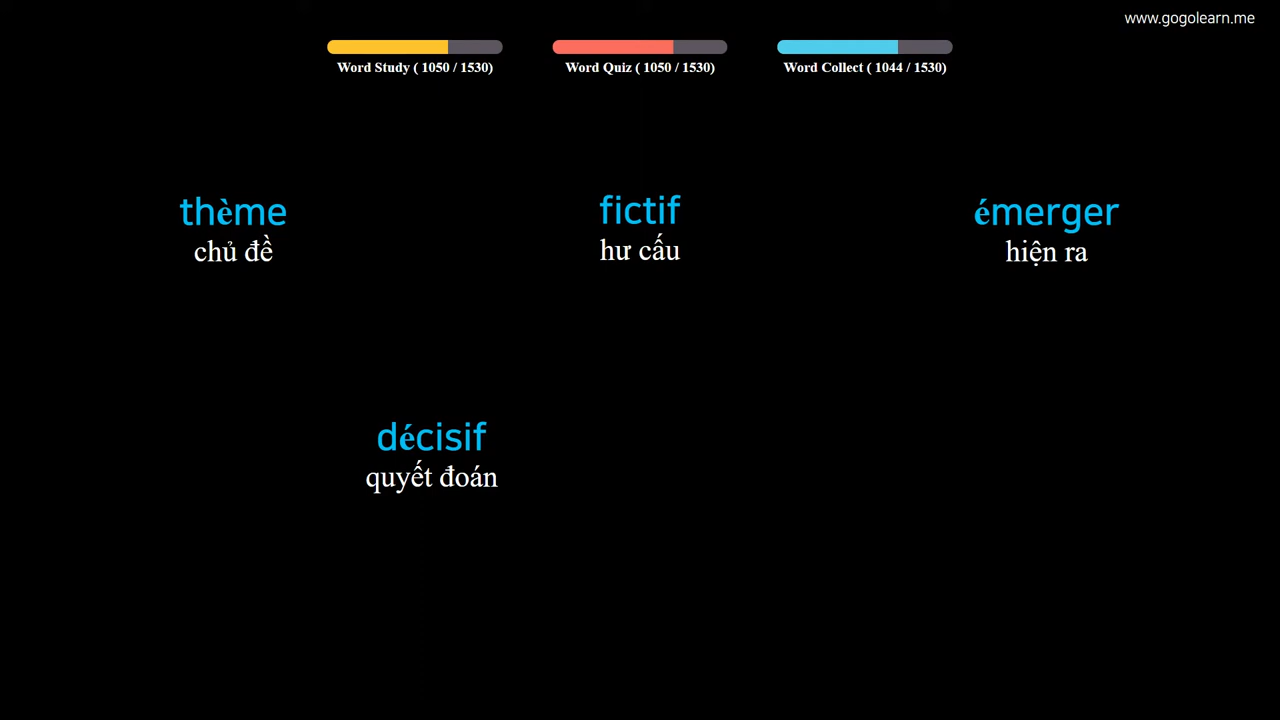 www.gogolearn.me
Word Study ( 1050 / 1530)
Word Quiz ( 1050 / 1530)
Word Collect ( 1044 / 1530)
thème
chủ đề
fictif
hư cấu
émerger
hiện ra
décisif
quyết đoán